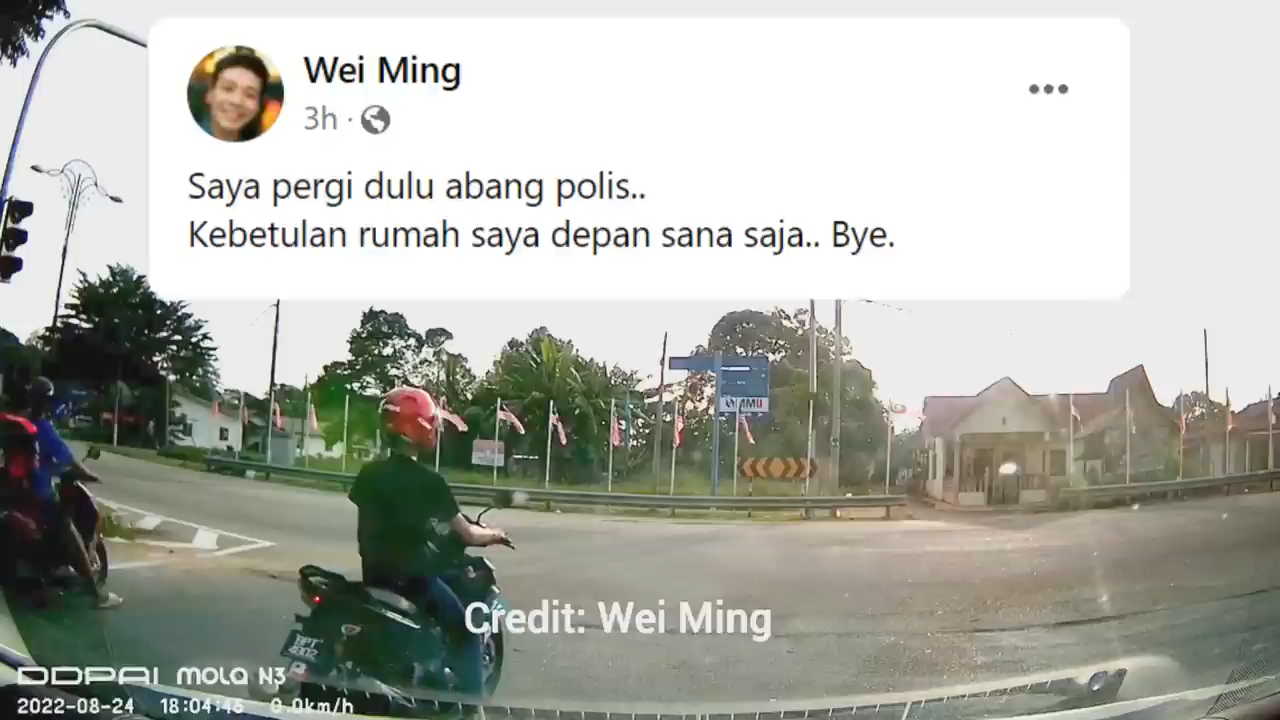 Wei Ming
3h ·
Saya pergi dulu abang polis..
Kebetulan rumah saya depan sana saja.. Bye.
MMU
Credit: Wei Ming
DDPAI mola N3
2022-08-24 18:04:46 0.0km/h